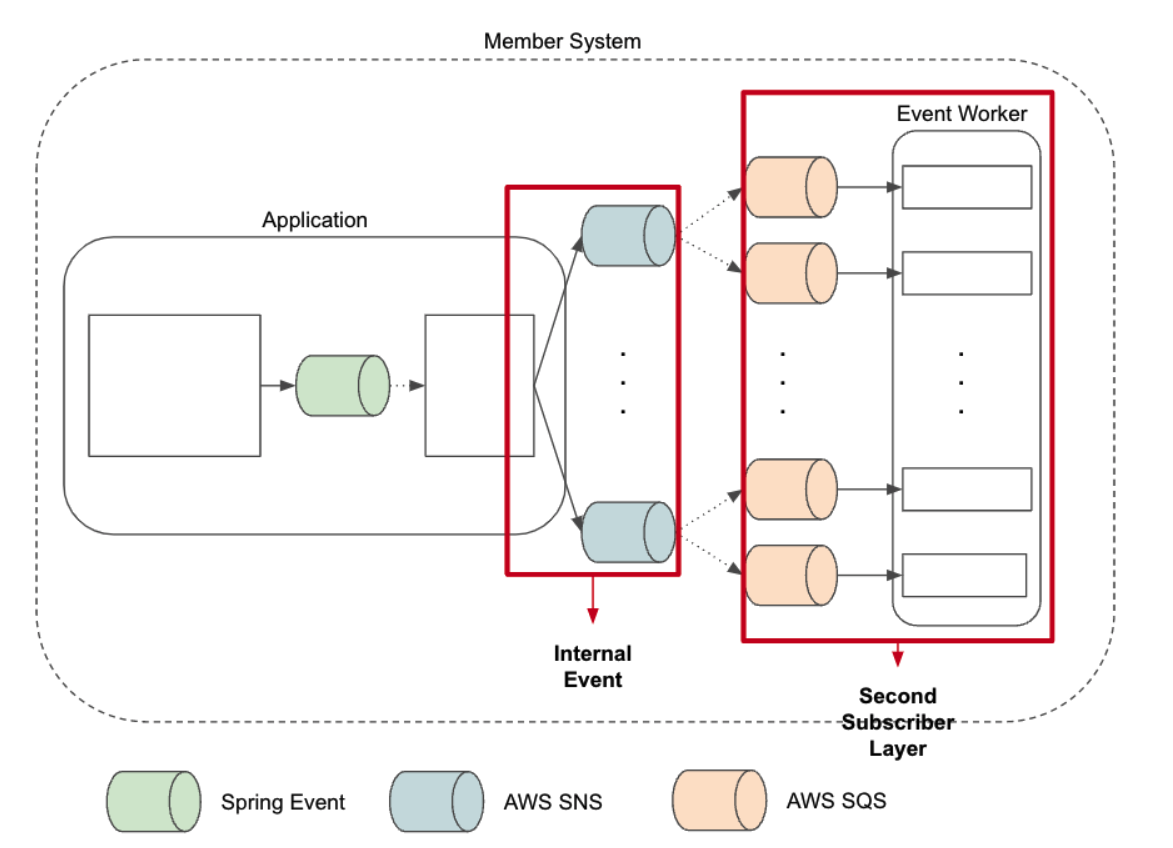 Member System
Event Worker
Application
Internal
Event
Second
Subscriber
Layer
Spring Event
AWS SNS
AWS SQS